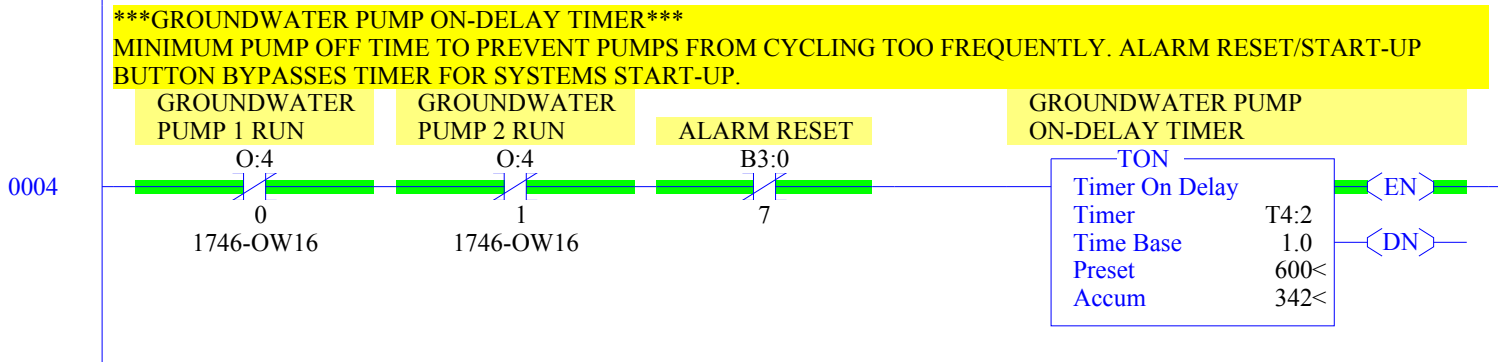 ***GROUNDWATER PUMP ON-DELAY TIMER***
MINIMUM PUMP OFF TIME TO PREVENT PUMPS FROM CYCLING TOO FREQUENTLY. ALARM RESET/START-UP
BUTTON BYPASSES TIMER FOR SYSTEMS START-UP.
GROUNDWATER
PUMP 1 RUN
O:4
0
1746-OW16
GROUNDWATER
PUMP 2 RUN
O:4
1
1746-OW16
ALARM RESET
B3:0
7
GROUNDWATER PUMP
ON-DELAY TIMER
TON
Timer On Delay
Timer T4:2
Time Base 1.0
Preset 600<
Accum 342<
EN
DN
0004